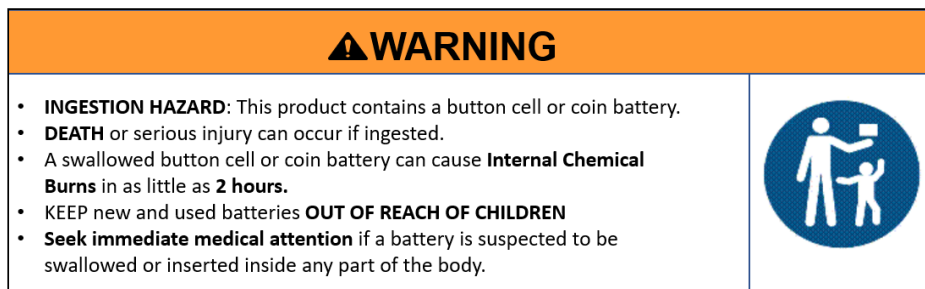 ⚠WARNING
• INGESTION HAZARD: This product contains a button cell or coin battery.
• DEATH or serious injury can occur if ingested.
• A swallowed button cell or coin battery can cause Internal Chemical
Burns in as little as 2 hours.
• KEEP new and used batteries OUT OF REACH OF CHILDREN
• Seek immediate medical attention if a battery is suspected to be
swallowed or inserted inside any part of the body.